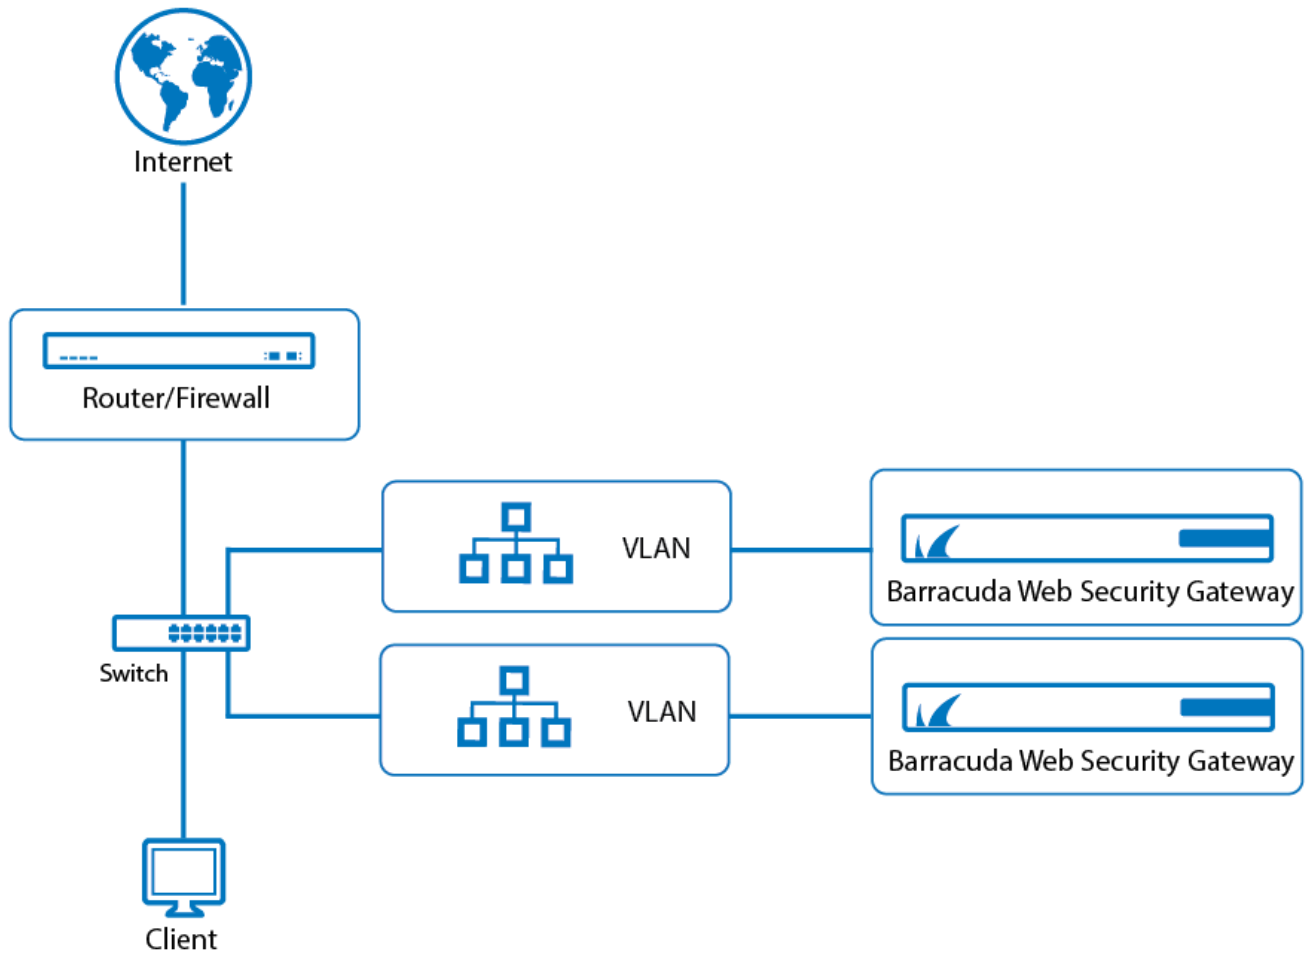 Internet
Router/Firewall
VLAN
Barracuda Web Security Gateway
Switch
VLAN
Barracuda Web Security Gateway
Client